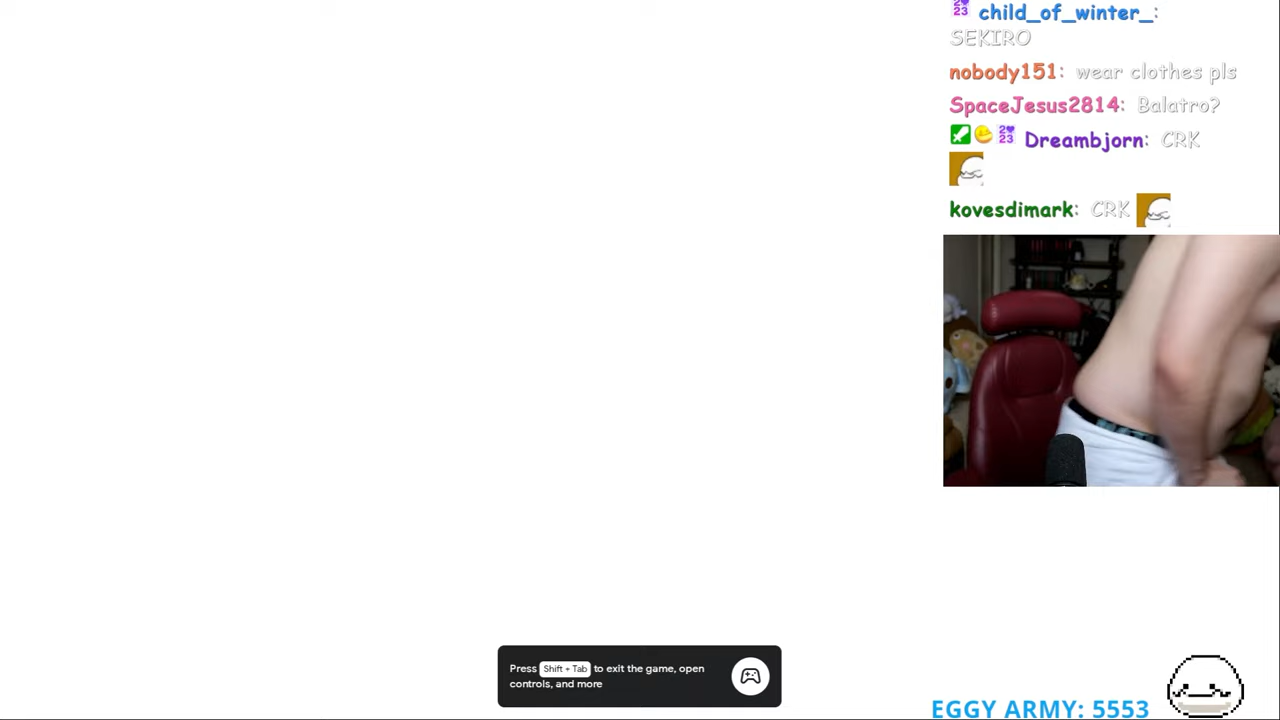 child_of_winter_:
SEKIRO
nobody151: wear clothes pls
SpaceJesus2814: Balatro?
Dreambjorn: CRK
kovesdimark: CRK
Press Shift + Tab to exit the game, open
controls, and more
EGGY ARMY: 5553